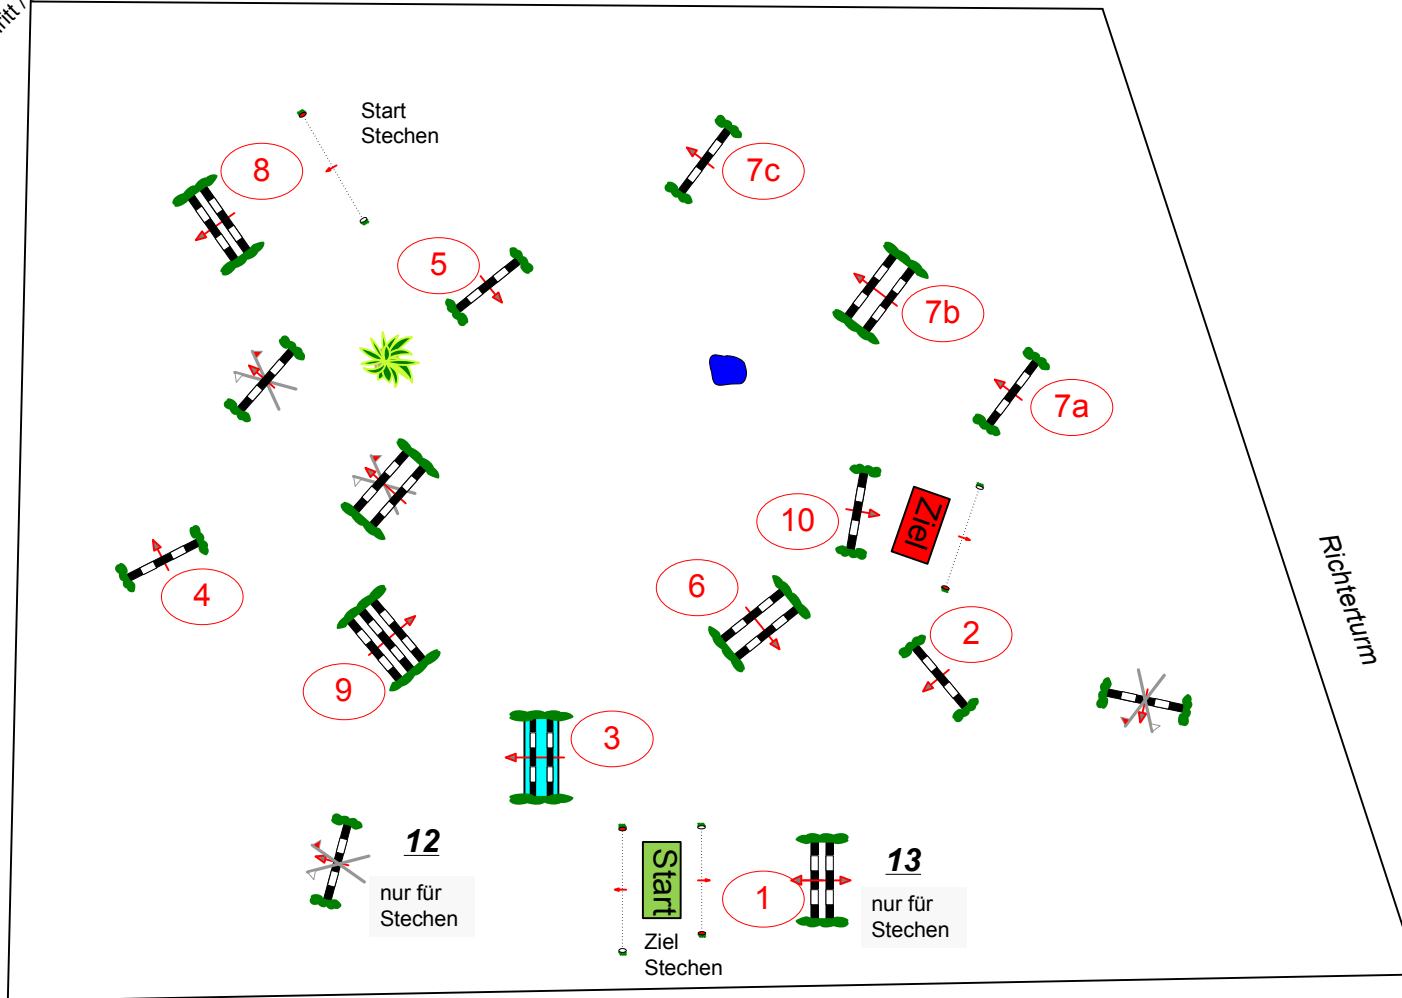 Start
Stechen
8
7c
5
7b
7a
10
Ziel
6
2
4
9
3
Richterturm
12
nur für
Stechen
Start
Ziel
Stechen
1
13
nur für
Stechen